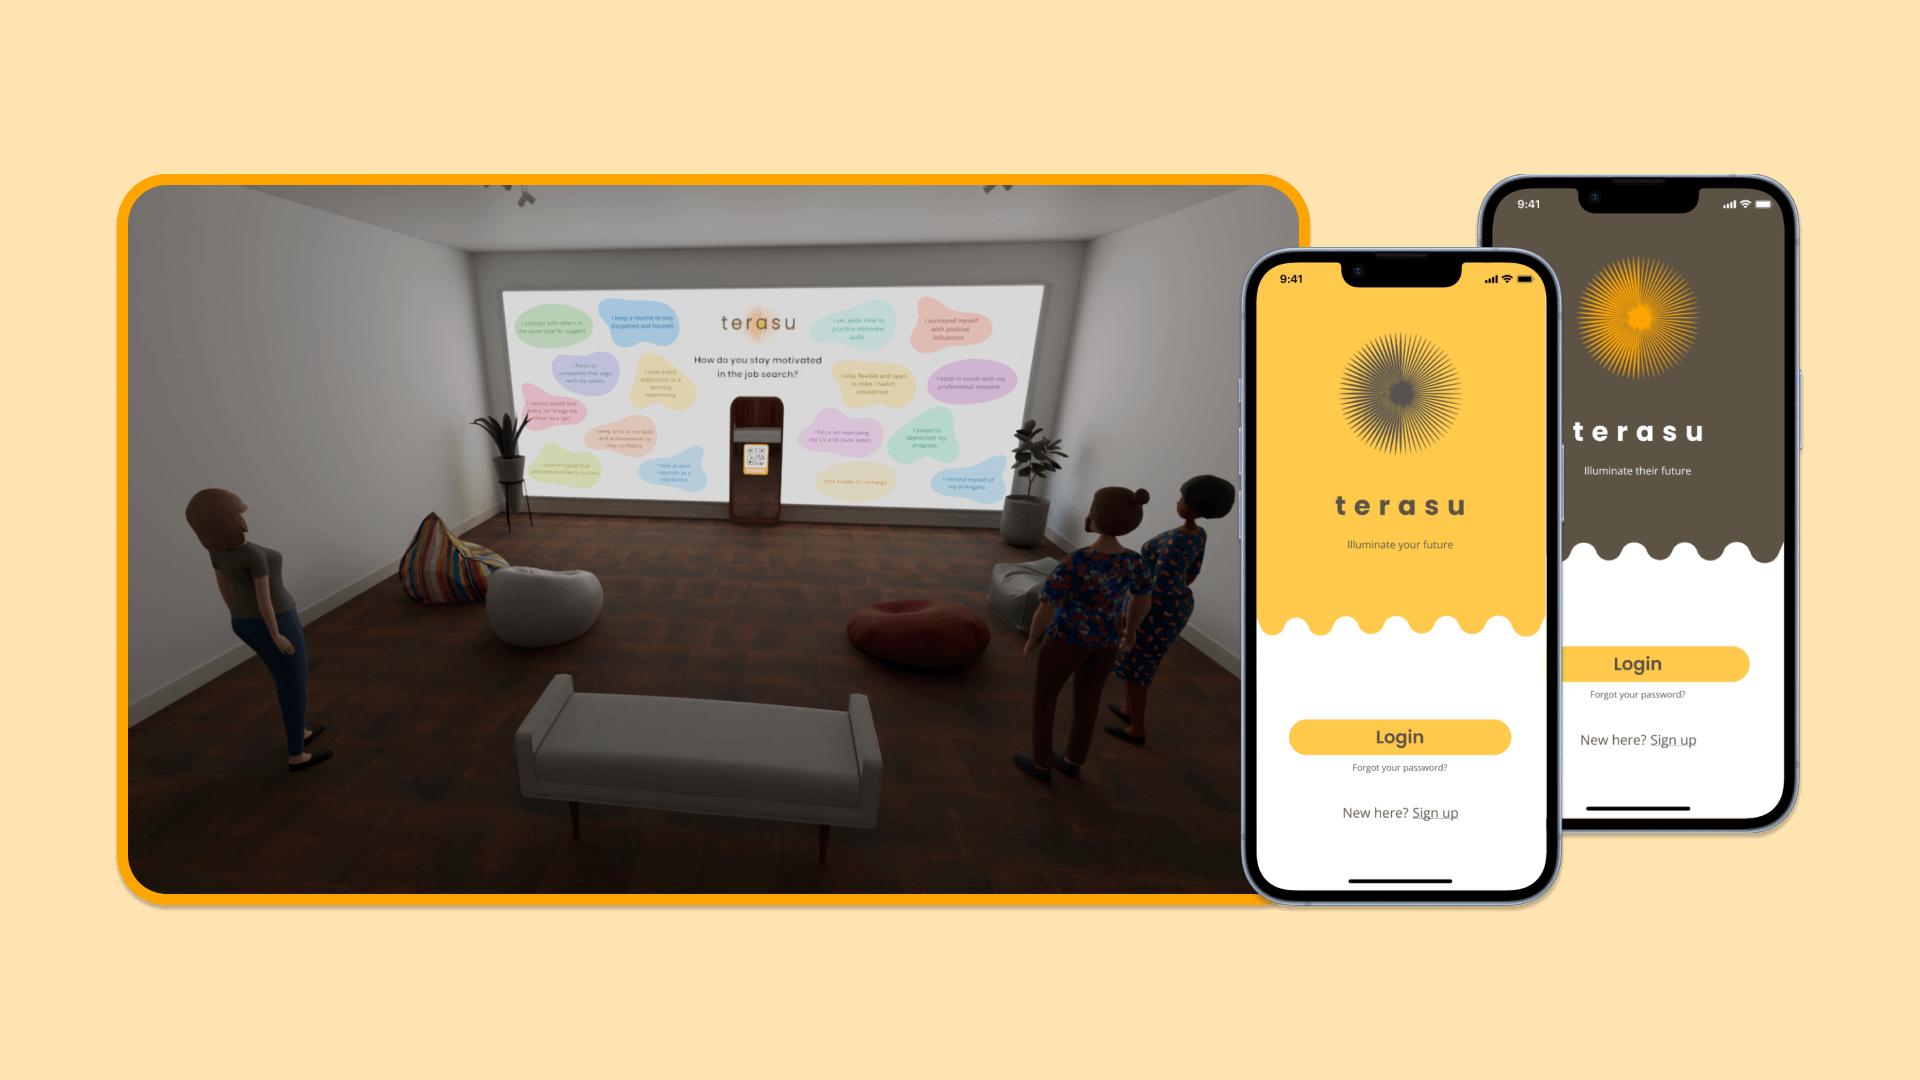 terasu
How do you stay motivated
in the job search?
I connect with others in
the same boat for support.
I keep a routine to stay
disciplined and focused.
I focus on
companies that align
with my values.
I view every
application as a
learning
opportunity.
I remind myself that
every 'no' brings me
closer to a 'yes'
I keep a list of my skills
and achievements to
stay confident.
I remind myself that
persistence is key to success.
I look at each
rejection as a
I set aside time to
practice interview
skills.
I surround myself
with positive
influences.
I stay flexible and open
to roles I hadn't
considered.
I keep in touch with my
professional network.
I focus on improving
my CV and cover letter.
I pause to
appreciate my
progress.
I take breaks to recharge.
I remind myself of
my strengths.
9:41
terasu
Illuminate your future
Login
Forgot your password?
New here? Sign up
9:41
terasu
Illuminate their future
Login
Forgot your password?
New here? Sign up